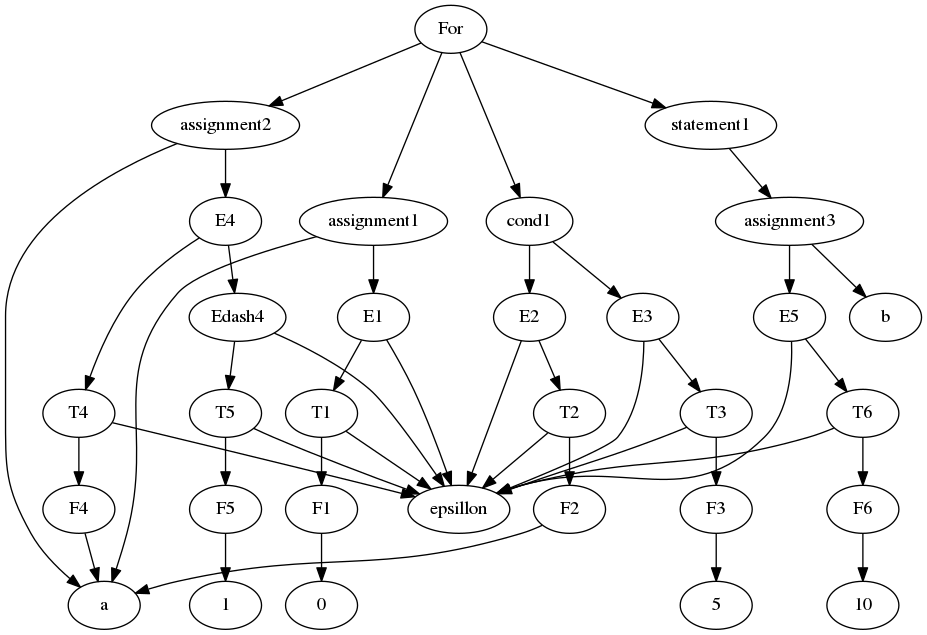 For
assignment2
statement1
E4
assignment1
cond1
assignment3
Edash4
E1
E2
E3
E5
b
T4
T5
T1
T2
T3
T6
F4
F5
F1
epsillon
F2
F3
F6
a
1
0
5
10